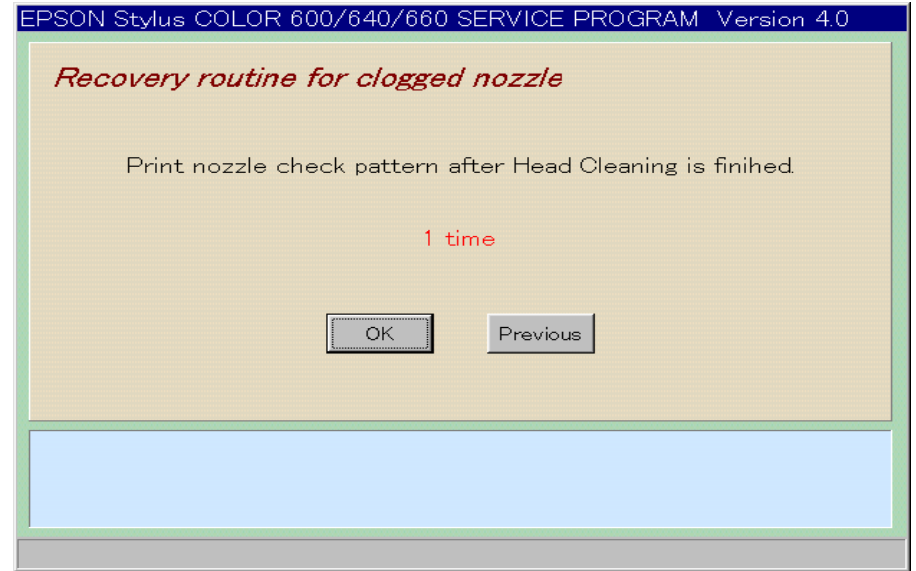 EPSON Stylus COLOR 600/640/660 SERVICE PROGRAM Version 4.0
Recovery routine for clogged nozzle
Print nozzle check pattern after Head Cleaning is finihed.
1 time
OK
Previous